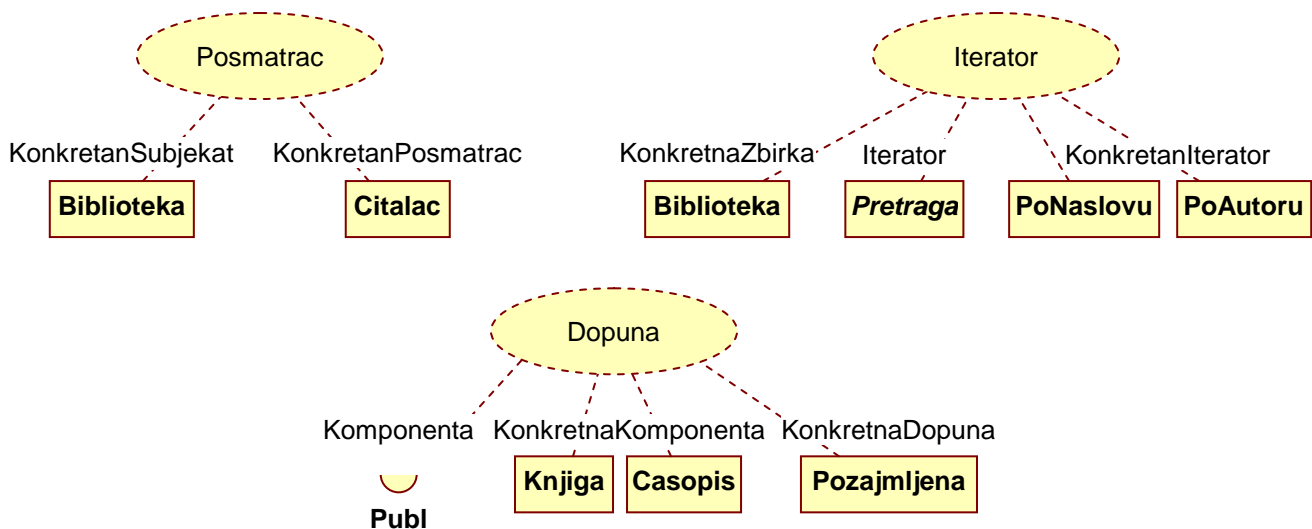 Posmatrac
Iterator
KonkretanSubjekat KonkretanPosmatrac
KonkretnaZbirka Iterator KonkretanIterator
Biblioteka Citalac
Biblioteka Pretraga PoNaslovu PoAutoru
Dopuna
Komponenta KonkretnaKomponenta KonkretnaDopuna
Knjiga Casopis Pozajmljena
Publ